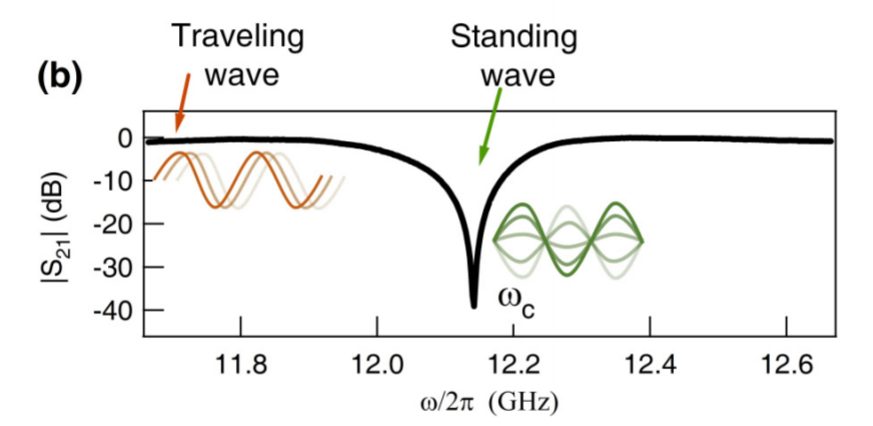 Traveling
wave
Standing
wave
(b)
0
-10
-20
-30
-40
|S21| (dB)
ωc
11.8 12.0 12.2 12.4 12.6
ω/2π (GHz)